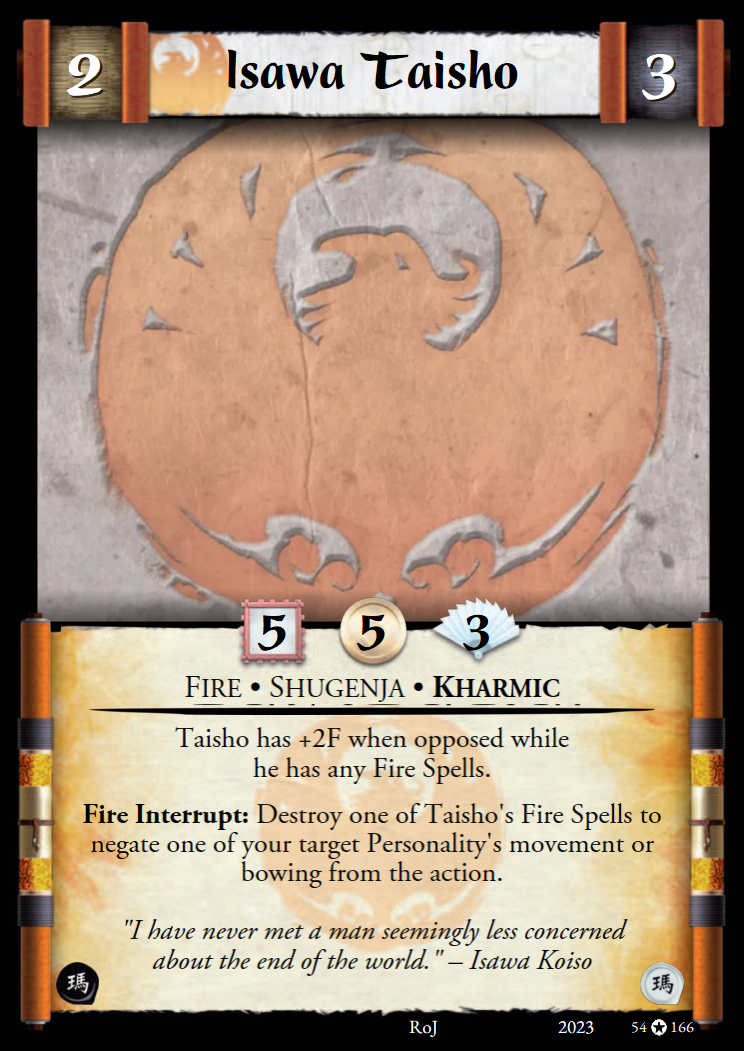 2 Isawa Taisho 3
5 5 3
FIRE • SHUGENJA • KHARMIC
Taisho has +2F when opposed while
he has any Fire Spells.
Fire Interrupt: Destroy one of Taisho's Fire Spells to
negate one of your target Personality's movement or
bowing from the action.
"I have never met a man seemingly less concerned
about the end of the world." – Isawa Koiso
瑪 瑪
RoJ 2023 54 ✪ 166